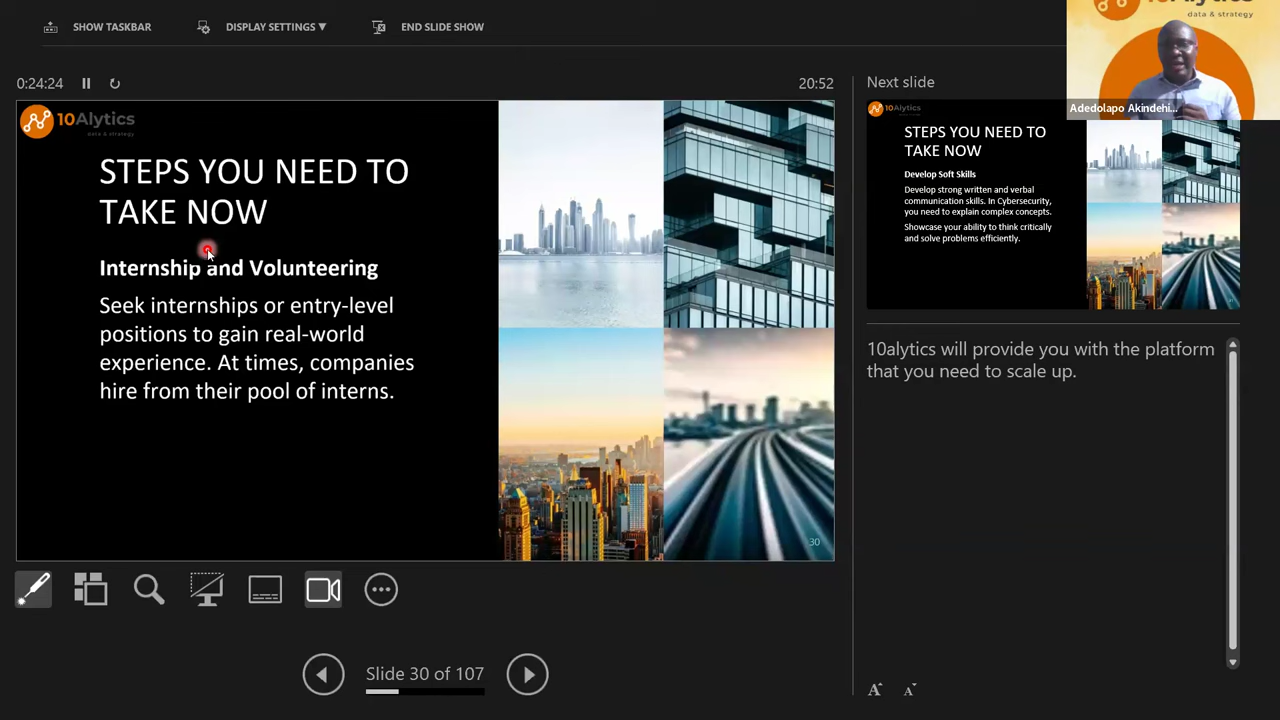 SHOW TASKBAR
DISPLAY SETTINGS ▼
END SLIDE SHOW
data & strategy
Adedolapo Akindehi...
0:24:24
20:52
Next slide
10Alytics
data & strategy
STEPS YOU NEED TO
TAKE NOW
Internship and Volunteering
Seek internships or entry-level
positions to gain real-world
experience. At times, companies
hire from their pool of interns.
30
10Alytics
STEPS YOU NEED TO
TAKE NOW
Develop Soft Skills
Develop strong written and verbal
communication skills. In Cybersecurity,
you need to explain complex concepts.
Showcase your ability to think critically
and solve problems efficiently.
10alytics will provide you with the platform
that you need to scale up.
Slide 30 of 107
A A